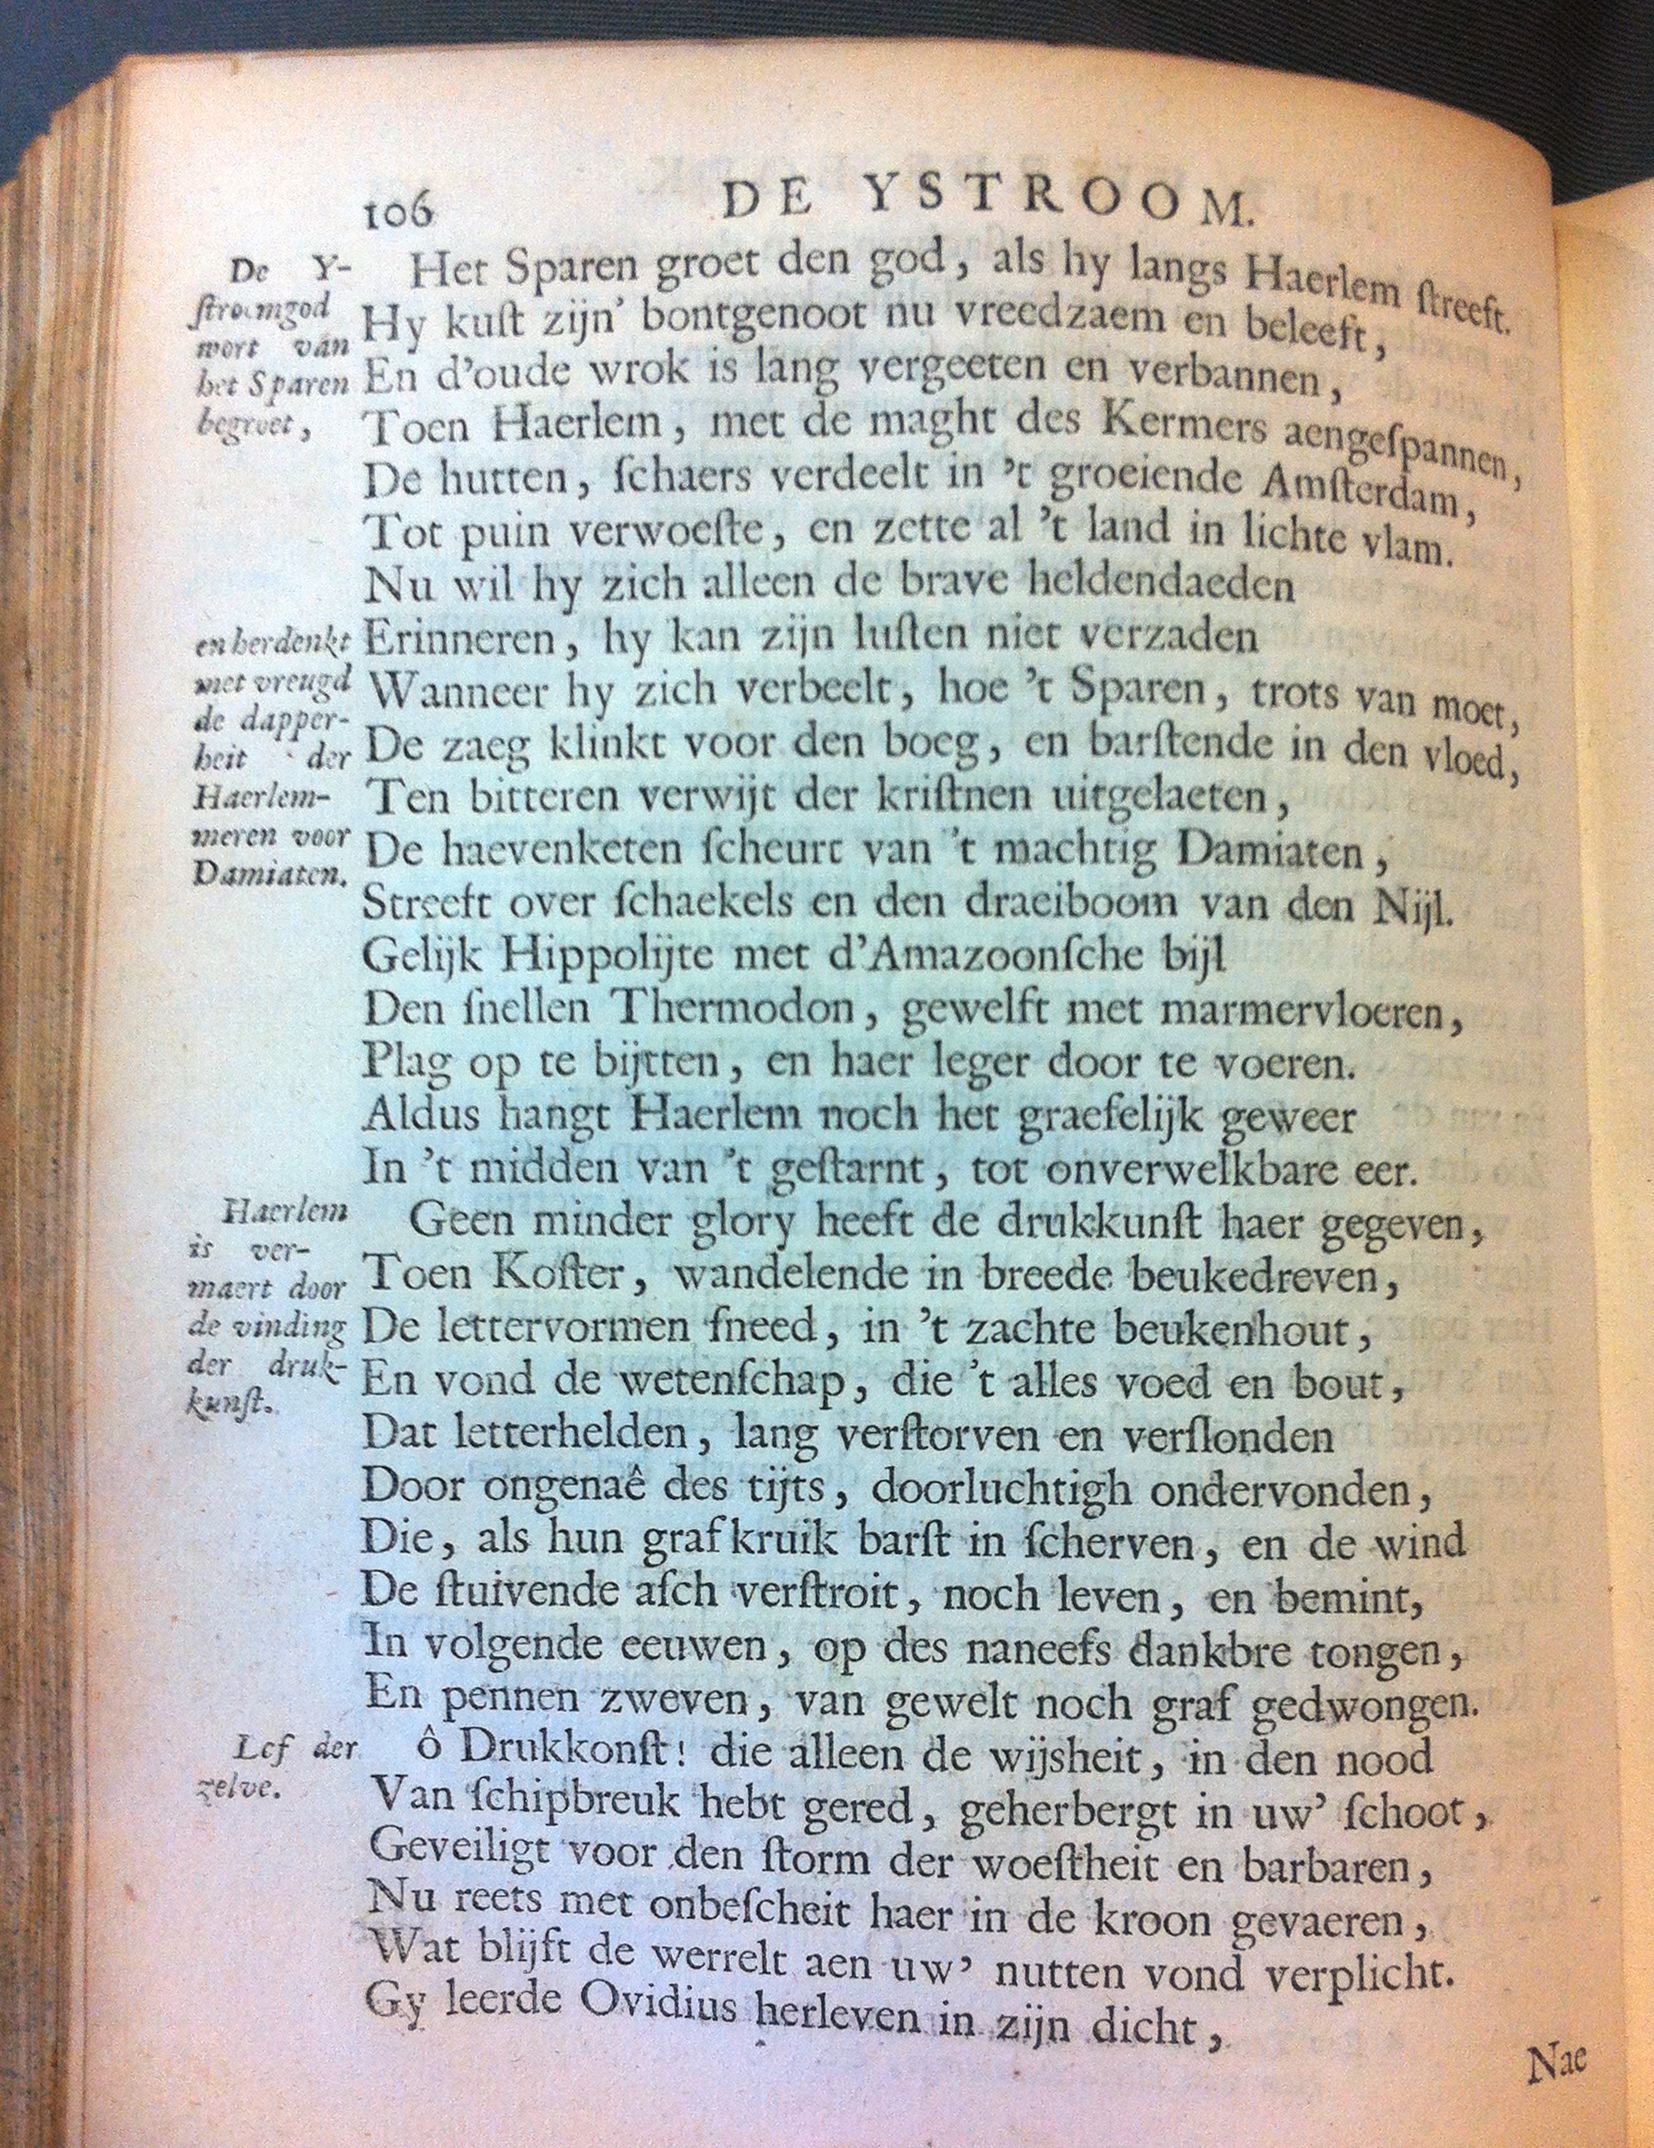 106 DE YSTROOM.
De Y-
ſtroomgod
wort van
het Sparen
begroet,
Het Sparen groet den god, als hy langs Haerlem ſtreeft.
Hy kuſt zijn' bontgenoot nu vreedzaem en beleeft,
En d'oude wrok is lang vergeeten en verbannen,
Toen Haerlem, met de maght des Kermers aengeſpannen,
De hutten, ſchaers verdeelt in 't groeiende Amſterdam,
Tot puin verwoeſte, en zette al 't land in lichte vlam.
Nu wil hy zich alleen de brave heldendaeden
en herdenkt
met vreugd
de dapper-
heit der
Haerlem-
meren voor
Damiaten.
Erinneren, hy kan zijn luſten niet verzaden
Wanneer hy zich verbeelt, hoe 't Sparen, trots van moet,
De zaeg klinkt voor den boeg, en barſtende in den vloed,
Ten bitteren verwijt der kriſtnen uitgelaeten,
De haevenketen ſcheurt van 't machtig Damiaten,
Streeft over ſchaekels en den draeiboom van den Nijl.
Gelijk Hippolijte met d'Amazoonſche bijl
Den ſnellen Thermodon, gewelft met marmervloeren,
Plag op te bijtten, en haer leger door te voeren.
Aldus hangt Haerlem noch het graefelijk geweer
In 't midden van 't geſtarnt, tot onverwelkbare eer.
Haerlem
is ver-
maert door
de vinding
der druk-
kunſt.
Geen minder glory heeft de drukkunſt haer gegeven,
Toen Koſter, wandelende in breede beukedreven,
De lettervormen ſneed, in 't zachte beukenhout,
En vond de wetenſchap, die 't alles voed en bout,
Dat letterhelden, lang verſtorven en verſlonden
Door ongenaê des tijts, doorluchtigh ondervonden,
Die, als hun grafkruik barſt in ſcherven, en de wind
De ſtuivende aſch verſtroit, noch leven, en bemint,
In volgende eeuwen, op des naneefs dankbre tongen,
En pennen zweven, van gewelt noch graf gedwongen.
Lof der
zelve.
ô Drukkonſt! die alleen de wijsheit, in den nood
Van ſchipbreuk hebt gered, geherbergt in uw' ſchoot,
Geveiligt voor den ſtorm der woeſtheit en barbaren,
Nu reets met onbeſcheit haer in de kroon gevaeren,
Wat blijft de werrelt aen uw' nutten vond verplicht.
Gy leerde Ovidius herleven in zijn dicht,
Nae